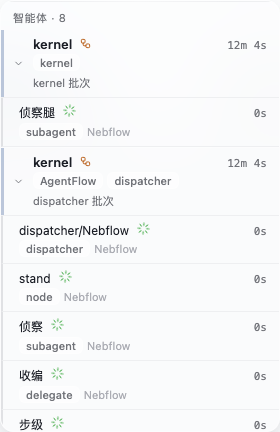 智能体 · 8
kernel 12m 4s
kernel
kernel 批次
侦察腿 0s
subagent Nebflow
kernel 12m 4s
AgentFlow dispatcher
dispatcher 批次
dispatcher/Nebflow 0s
dispatcher Nebflow
stand 0s
node Nebflow
侦察 0s
subagent Nebflow
收编 0s
delegate Nebflow
步级 0s